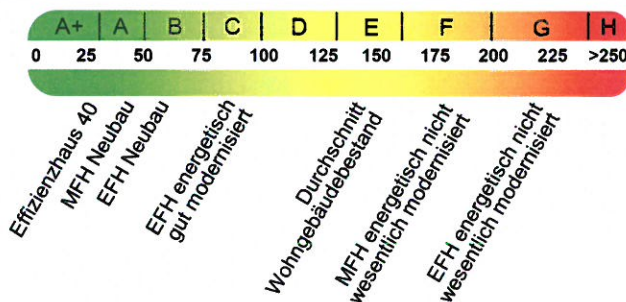 A+ | A | B | C | D | E | F | G | H
0 25 50 75 100 125 150 175 200 225 >250
Effizienzhaus 40
MFH Neubau
EFH Neubau
EFH energetisch
gut modernisiert
Durchschnitt
Wohngebäudebestand
MFH energetisch nicht
wesentlich modernisiert
EFH energetisch nicht
wesentlich modernisiert